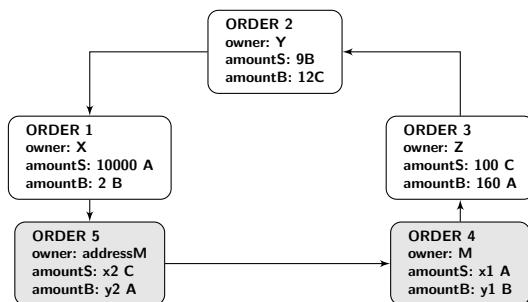 ORDER 2
owner: Y
amountS: 9B
amountB: 12C
ORDER 1
owner: X
amountS: 10000 A
amountB: 2 B
ORDER 3
owner: Z
amountS: 100 C
amountB: 160 A
ORDER 5
owner: addressM
amountS: x2 C
amountB: y2 A
ORDER 4
owner: M
amountS: x1 A
amountB: y1 B